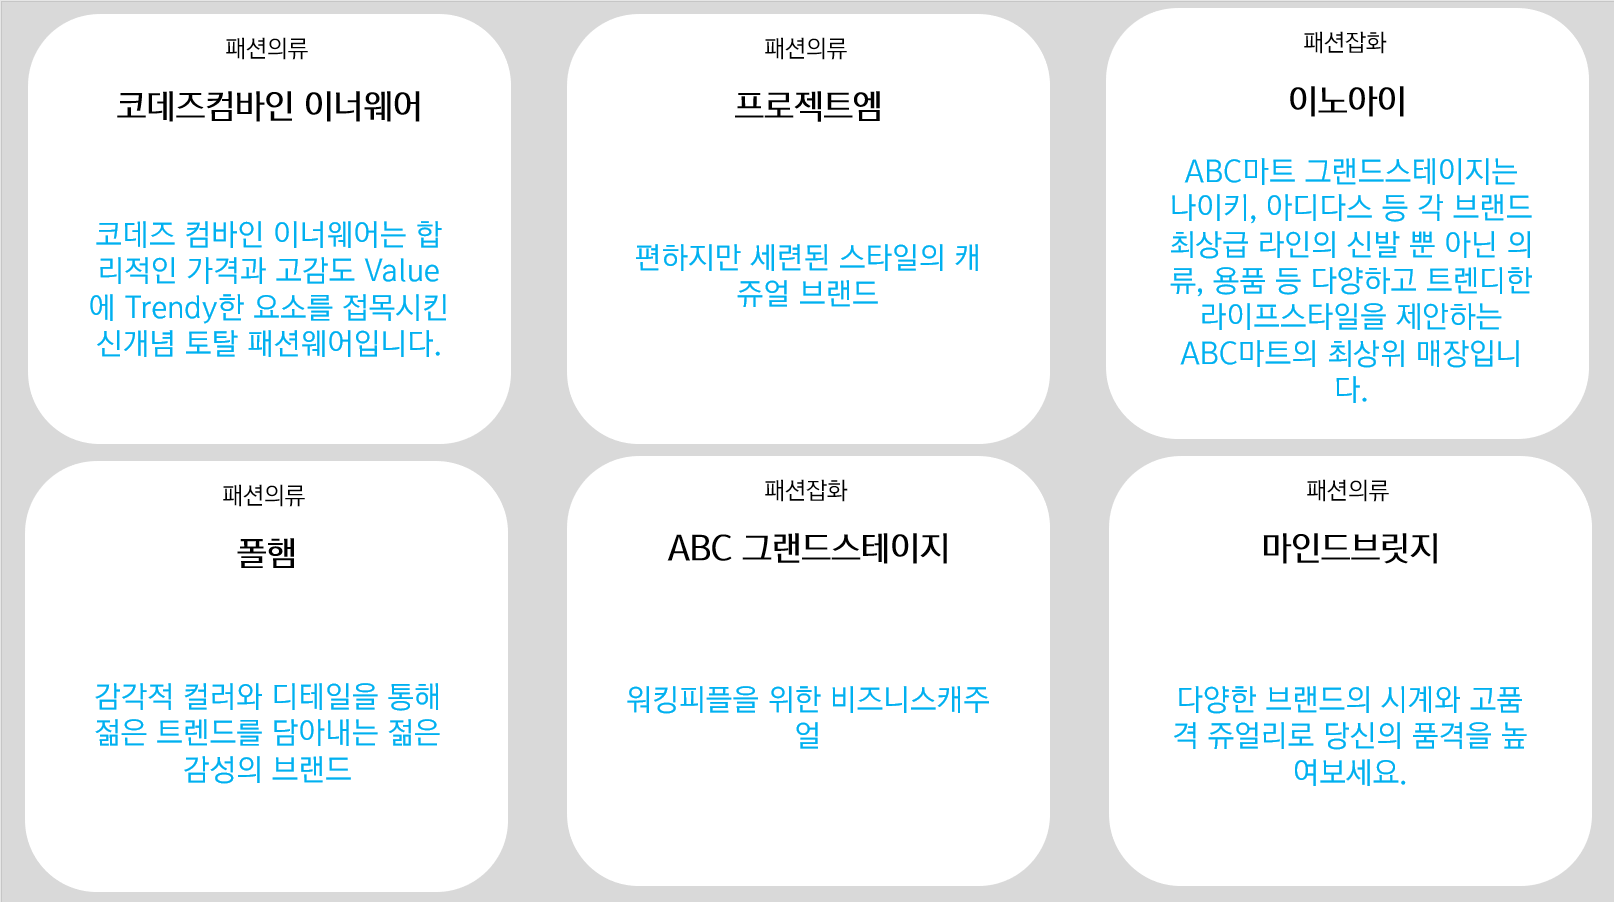 패션의류
코데즈컴바인 이너웨어
코데즈 컴바인 이너웨어는 합
리적인 가격과 고감도 Value
에 Trendy한 요소를 접목시킨
신개념 토탈 패션웨어입니다.
패션의류
프로젝트엠
편하지만 세련된 스타일의 캐
쥬얼 브랜드
패션잡화
이노아이
ABC마트 그랜드스테이지는
나이키, 아디다스 등 각 브랜드
최상급 라인의 신발 뿐 아닌 의
류, 용품 등 다양하고 트렌디한
라이프스타일을 제안하는
ABC마트의 최상위 매장입니
다.
패션의류
폴햄
감각적 컬러와 디테일을 통해
젊은 트렌드를 담아내는 젊은
감성의 브랜드
패션잡화
ABC 그랜드스테이지
워킹피플을 위한 비즈니스캐주
얼
패션의류
마인드브릿지
다양한 브랜드의 시계와 고품
격 쥬얼리로 당신의 품격을 높
여보세요.